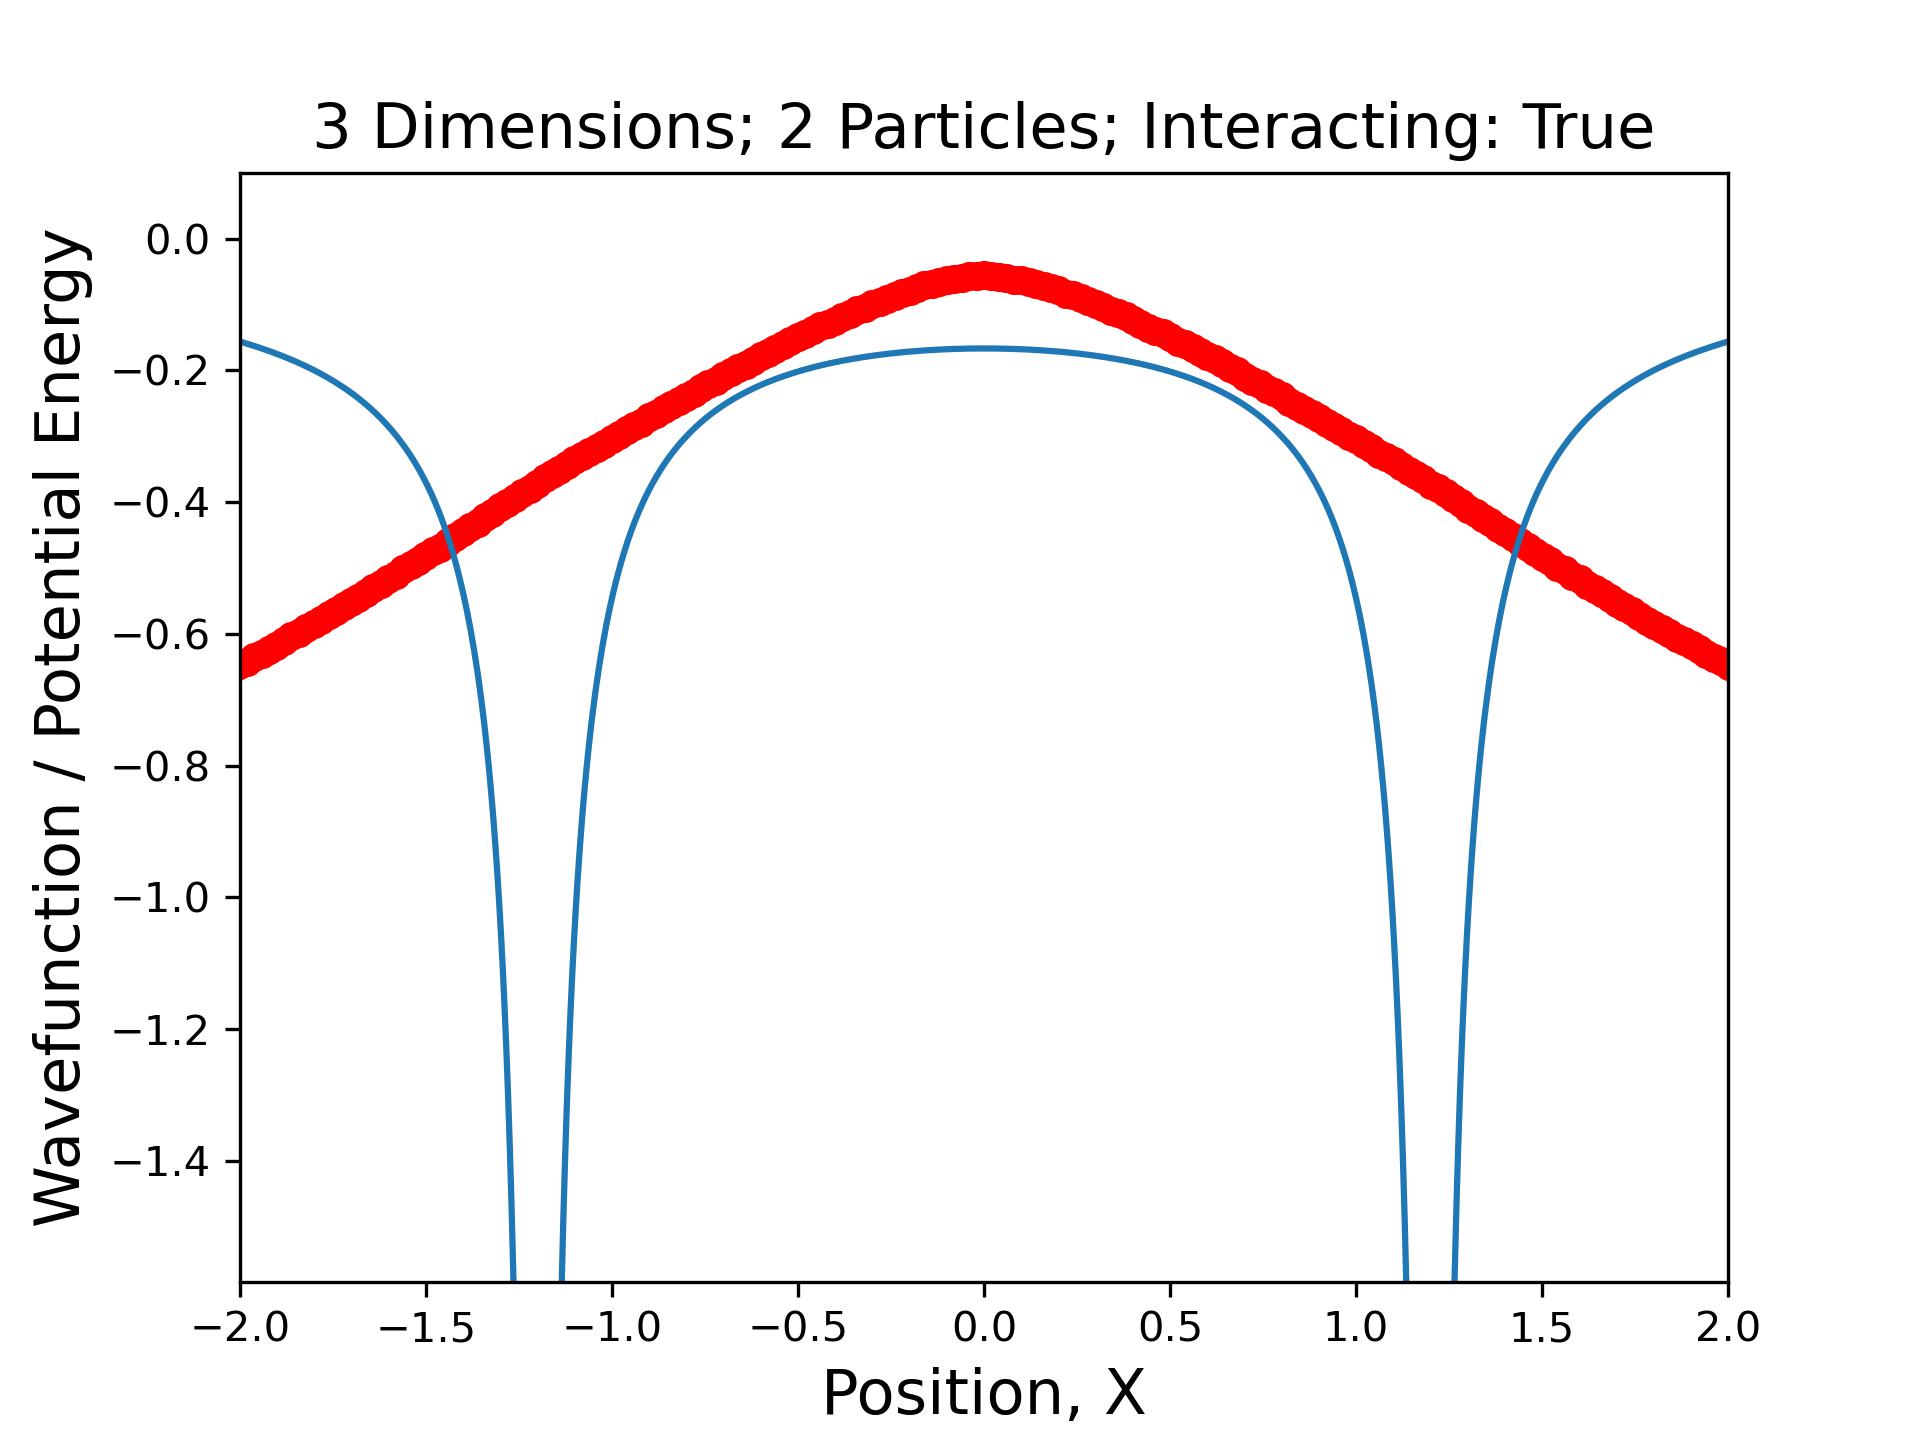 3 Dimensions; 2 Particles; Interacting: True
Wavefunction / Potential Energy
0.0
−0.2
−0.4
−0.6
−0.8
−1.0
−1.2
−1.4
−2.0 −1.5 −1.0 −0.5 0.0 0.5 1.0 1.5 2.0
Position, X